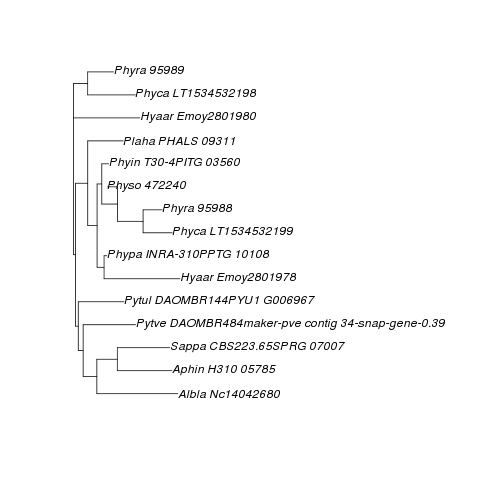 Phyra 95989
Phyca LT1534532198
Hyaar Emoy2801980
Plaha PHALS 09311
Phyin T30-4PITG 03560
Physo 472240
Phyra 95988
Phyca LT1534532199
Phypa INRA-310PPTG 10108
Hyaar Emoy2801978
Pytul DAOMBR144PYU1 G006967
Pytve DAOMBR484maker-pve contig 34-snap-gene-0.39
Sappa CBS223.65SPRG 07007
Aphin H310 05785
Albla Nc14042680